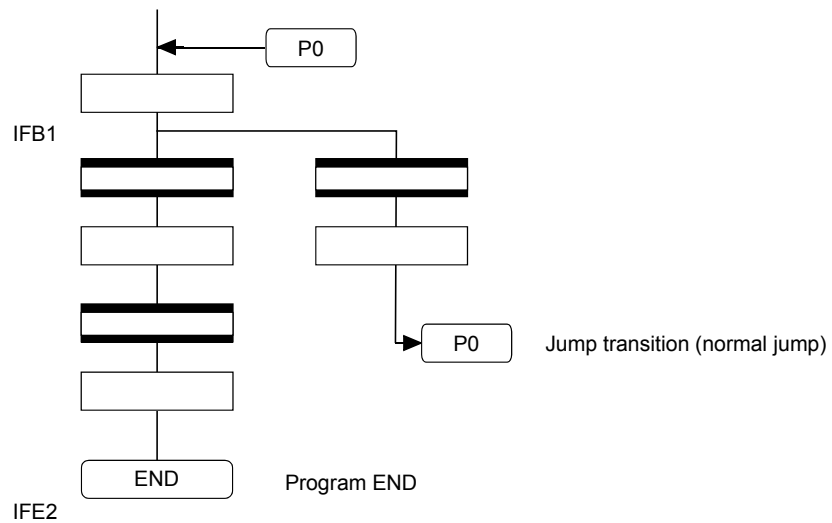 P0
IFB1
P0 Jump transition (normal jump)
END Program END
IFE2